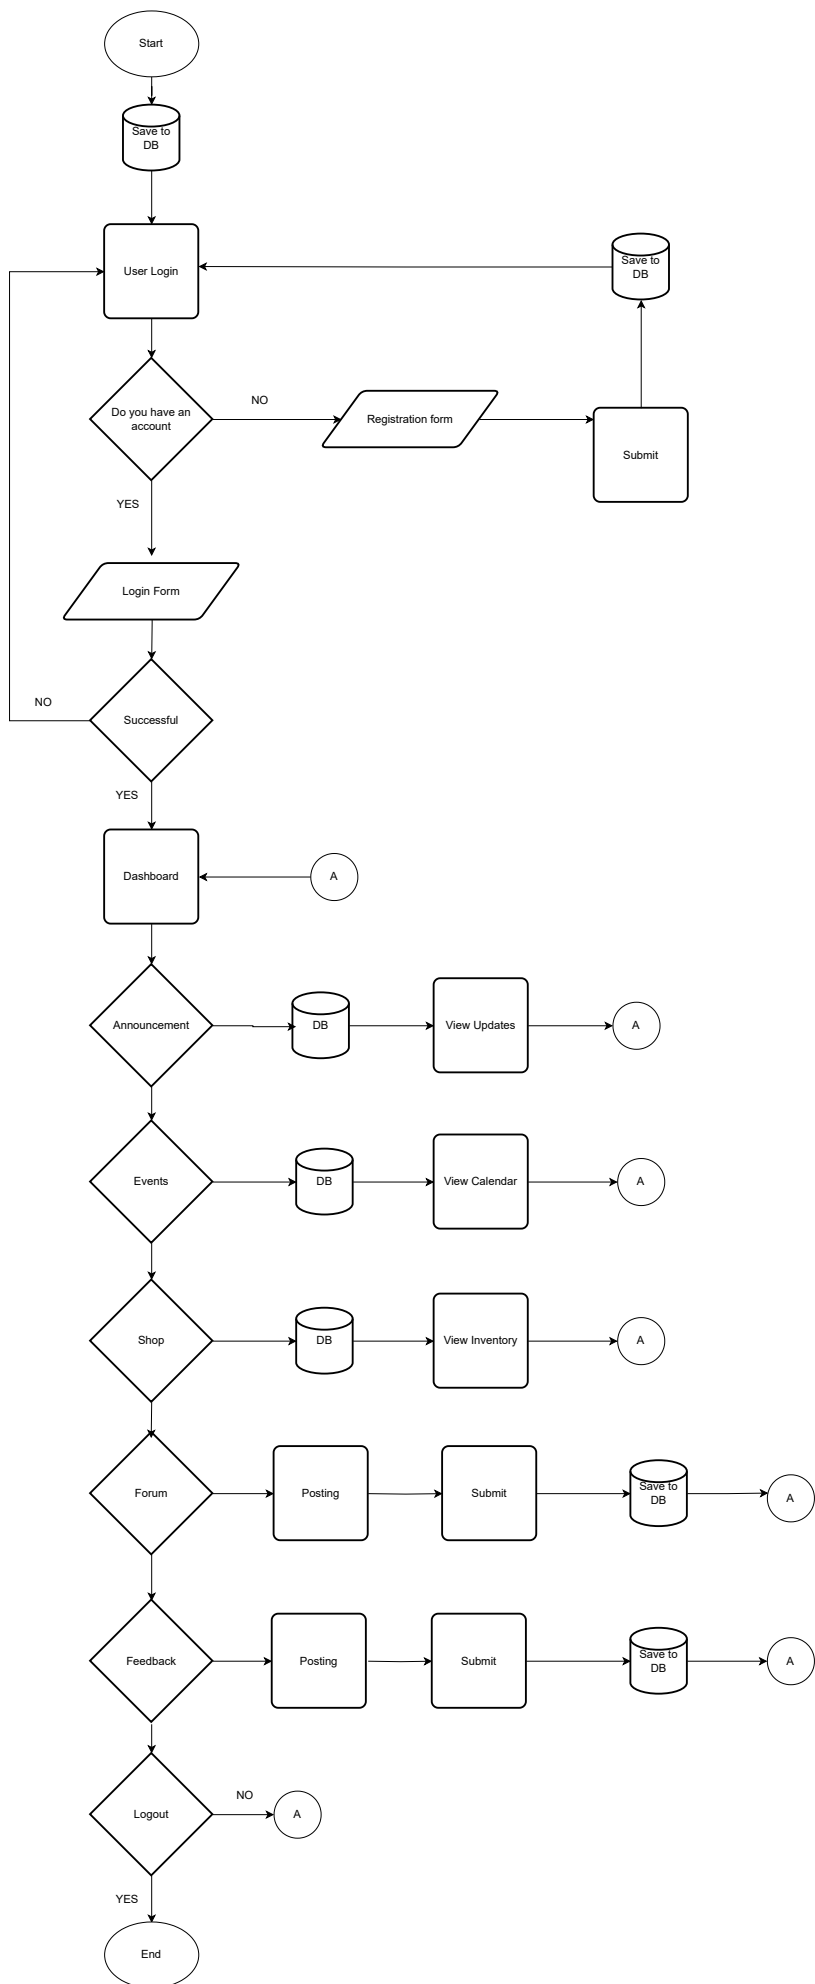 Start
Save to
DB
User Login
Save to
DB
Do you have an
account
NO
Registration form
Submit
YES
Login Form
NO
Successful
YES
Dashboard
A
Announcement
DB
View Updates
A
Events
DB
View Calendar
A
Shop
DB
View Inventory
A
Forum
Posting
Submit
Save to
DB
A
Feedback
Posting
Submit
Save to
DB
A
Logout
NO
A
YES
End